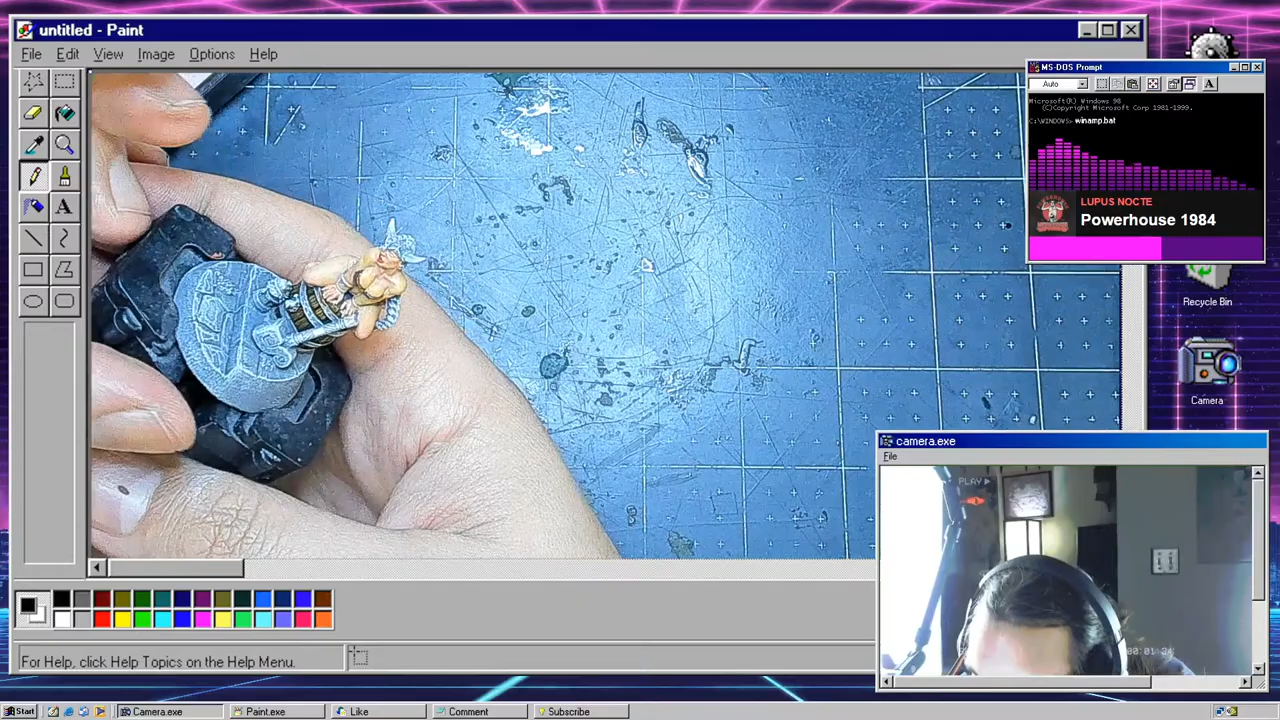 untitled - Paint
File Edit View Image Options Help
MS-DOS Prompt
Auto
A
Microsoft(R) Windows 98
(C)Copyright Microsoft Corp 1981-1999.
C:\WINDOWS> winamp.bat
LUPUS NOCTE
Powerhouse 1984
A
Recycle Bin
Camera
camera.exe
File
PLAY
For Help, click Help Topics on the Help Menu.
Start Camera.exe Paint.exe Like Comment Subscribe